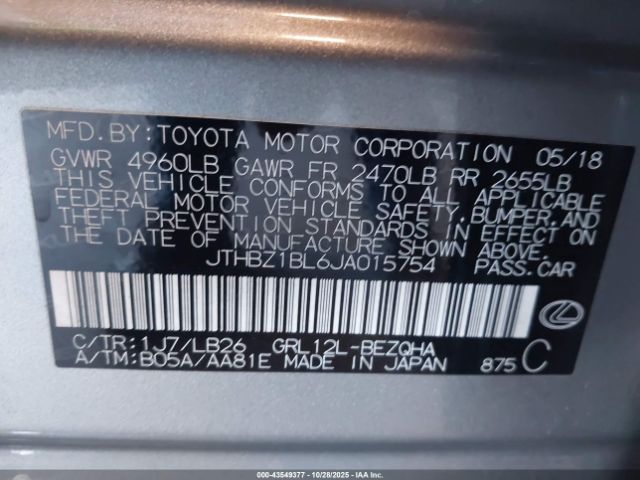 MFD.BY:TOYOTA MOTOR CORPORATION 05/18
GVWR 4960LB GAWR FR 2470LB RR 2655LB
THIS VEHICLE CONFORMS TO ALL APPLICABLE
FEDERAL MOTOR VEHICLE SAFETY,BUMPER,AND
THEFT PREVENTION STANDARDS IN EFFECT ON
THE DATE OF MANUFACTURE SHOWN ABOVE.
JTHBZ1BL6JA015754 PASS.CAR
C/TR:1J7/LB26 GRL12L-BEZQHA
A/TM:B05A/AA81E MADE IN JAPAN 875 C
000-43549377 | 10/28/2025 | IAAI.COM